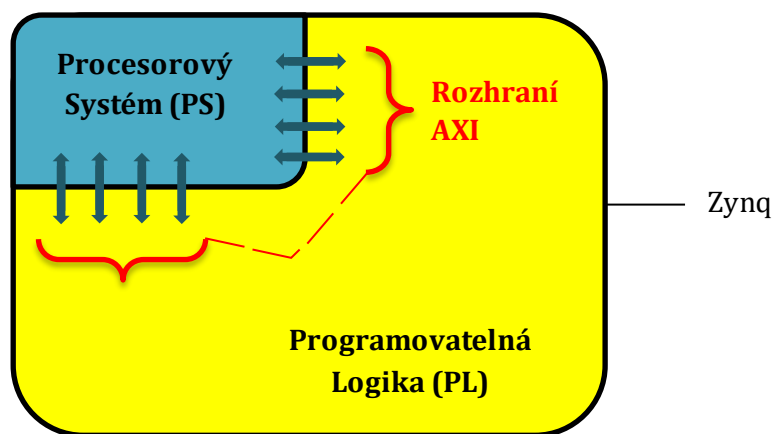 Procesorový
Systém (PS)
Rozhraní
AXI
Zynq
Programovatelná
Logika (PL)